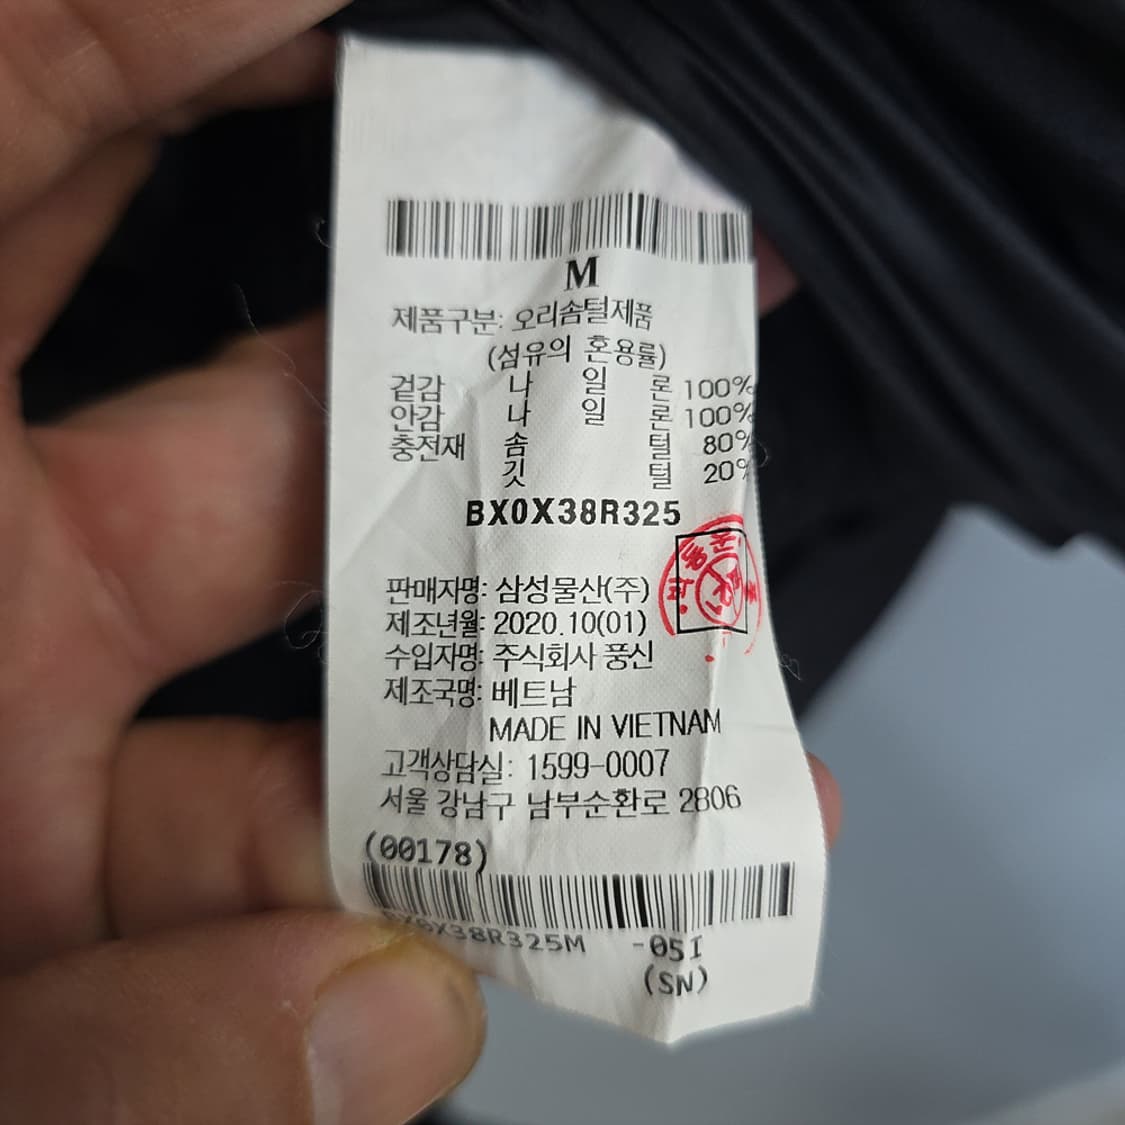 M
제품구분: 오리솜털제품
(섬유의 혼용률)
겉감 나 일 론 100%
안감 나 일 론 100%
충전재 솜 털 80%
깃 털 20%
BX0X38R325
판매자명: 삼성물산(주)
제조년월: 2020.10(01)
수입자명: 주식회사 풍신
제조국명: 베트남
MADE IN VIETNAM
고객상담실: 1599-0007
서울 강남구 남부순환로 2806
(00178)
BX0X38R325M -05I
(SN)